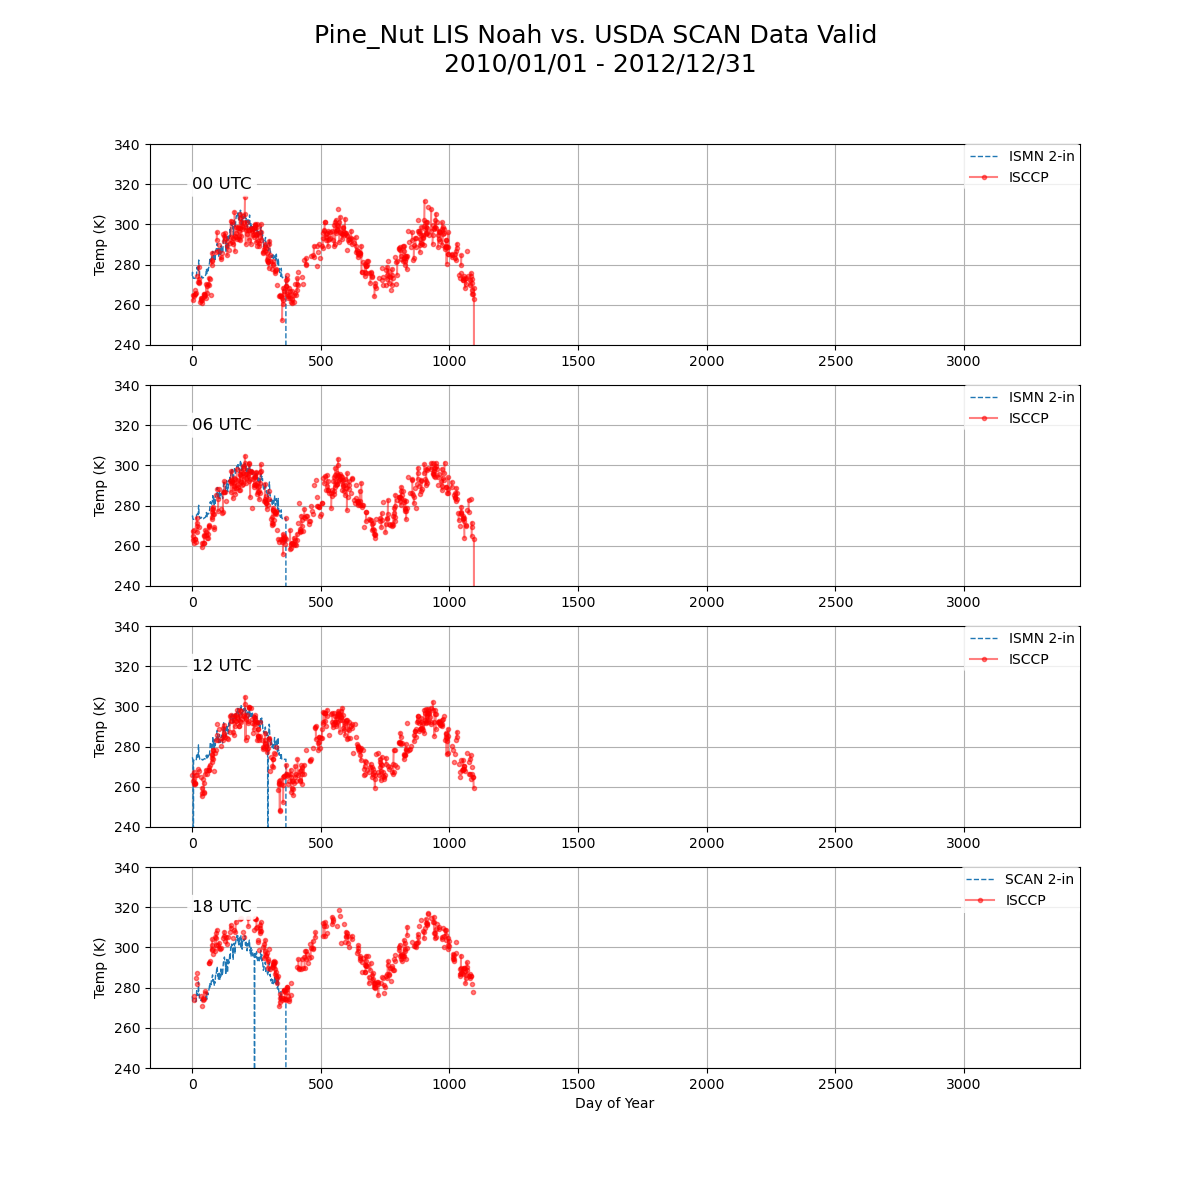 Pine_Nut LIS Noah vs. USDA SCAN Data Valid
2010/01/01 - 2012/12/31
340
320
300
280
260
240
Temp (K)
00 UTC
ISMN 2-in
ISCCP
0 500 1000 1500 2000 2500 3000
340
320
300
280
260
240
Temp (K)
06 UTC
ISMN 2-in
ISCCP
0 500 1000 1500 2000 2500 3000
340
320
300
280
260
240
Temp (K)
12 UTC
ISMN 2-in
ISCCP
0 500 1000 1500 2000 2500 3000
340
320
300
280
260
240
Temp (K)
18 UTC
SCAN 2-in
ISCCP
0 500 1000 1500 2000 2500 3000
Day of Year